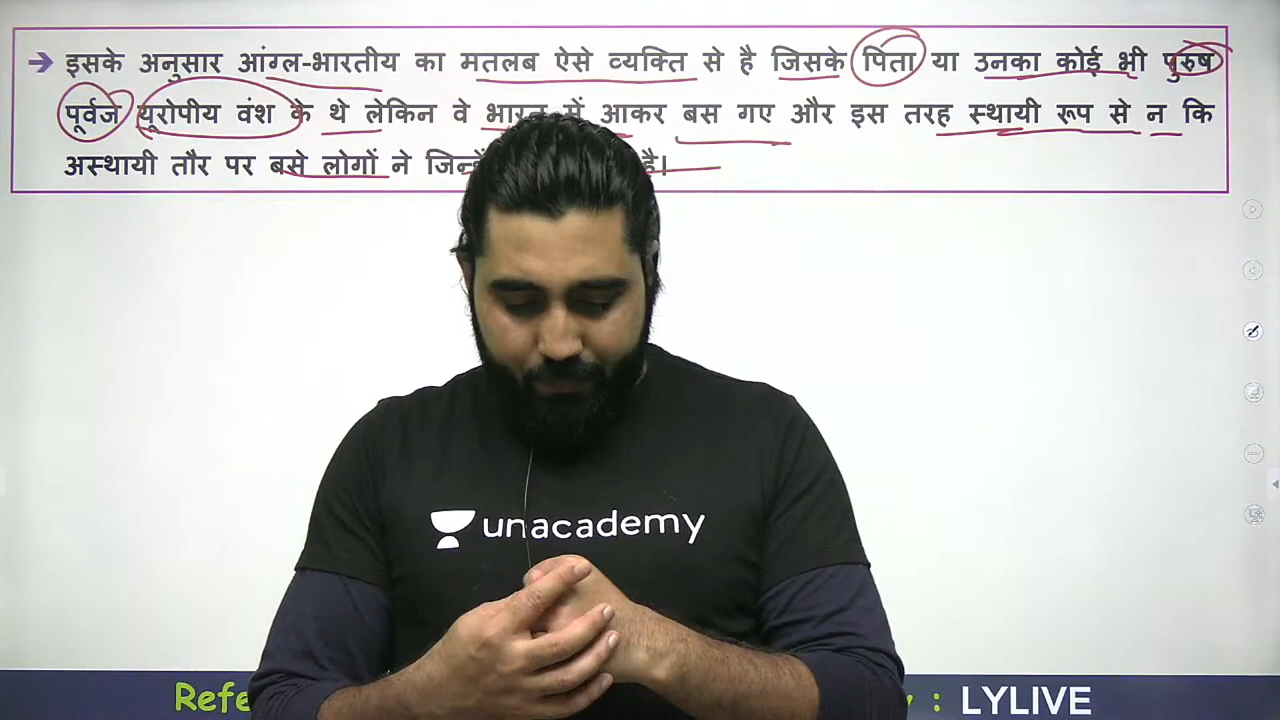 → इसके अनुसार आंग्ल-भारतीय का मतलब ऐसे व्यक्ति से है जिसके पिता या उनका कोई भी पुरुष
पूर्वज यूरोपीय वंश के थे लेकिन वे भारत में आकर बस गए और इस तरह स्थायी रूप से न कि
अस्थायी तौर पर बसे लोगों ने जिन्हें है।
unacademy
: LYLIVE